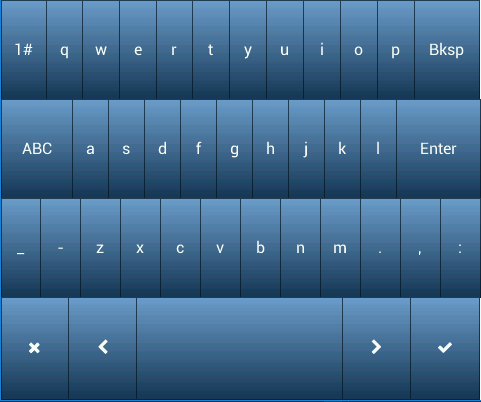 1# q w e r t y u i o p Bksp
ABC a s d f g h j k l Enter
_ - z x c v b n m . , :